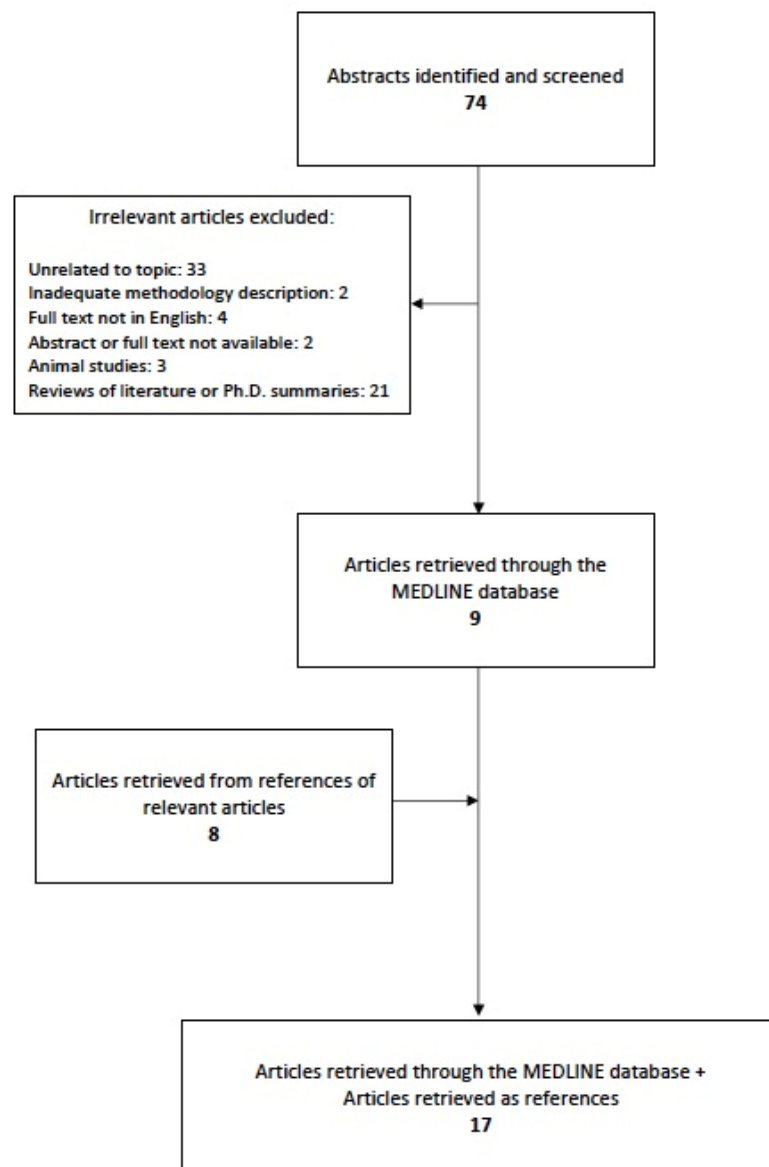 Abstracts identified and screened
74
Irrelevant articles excluded:
Unrelated to topic: 33
Inadequate methodology description: 2
Full text not in English: 4
Abstract or full text not available: 2
Animal studies: 3
Reviews of literature or Ph.D. summaries: 21
Articles retrieved through the
MEDLINE database
9
Articles retrieved from references of
relevant articles
8
Articles retrieved through the MEDLINE database +
Articles retrieved as references
17